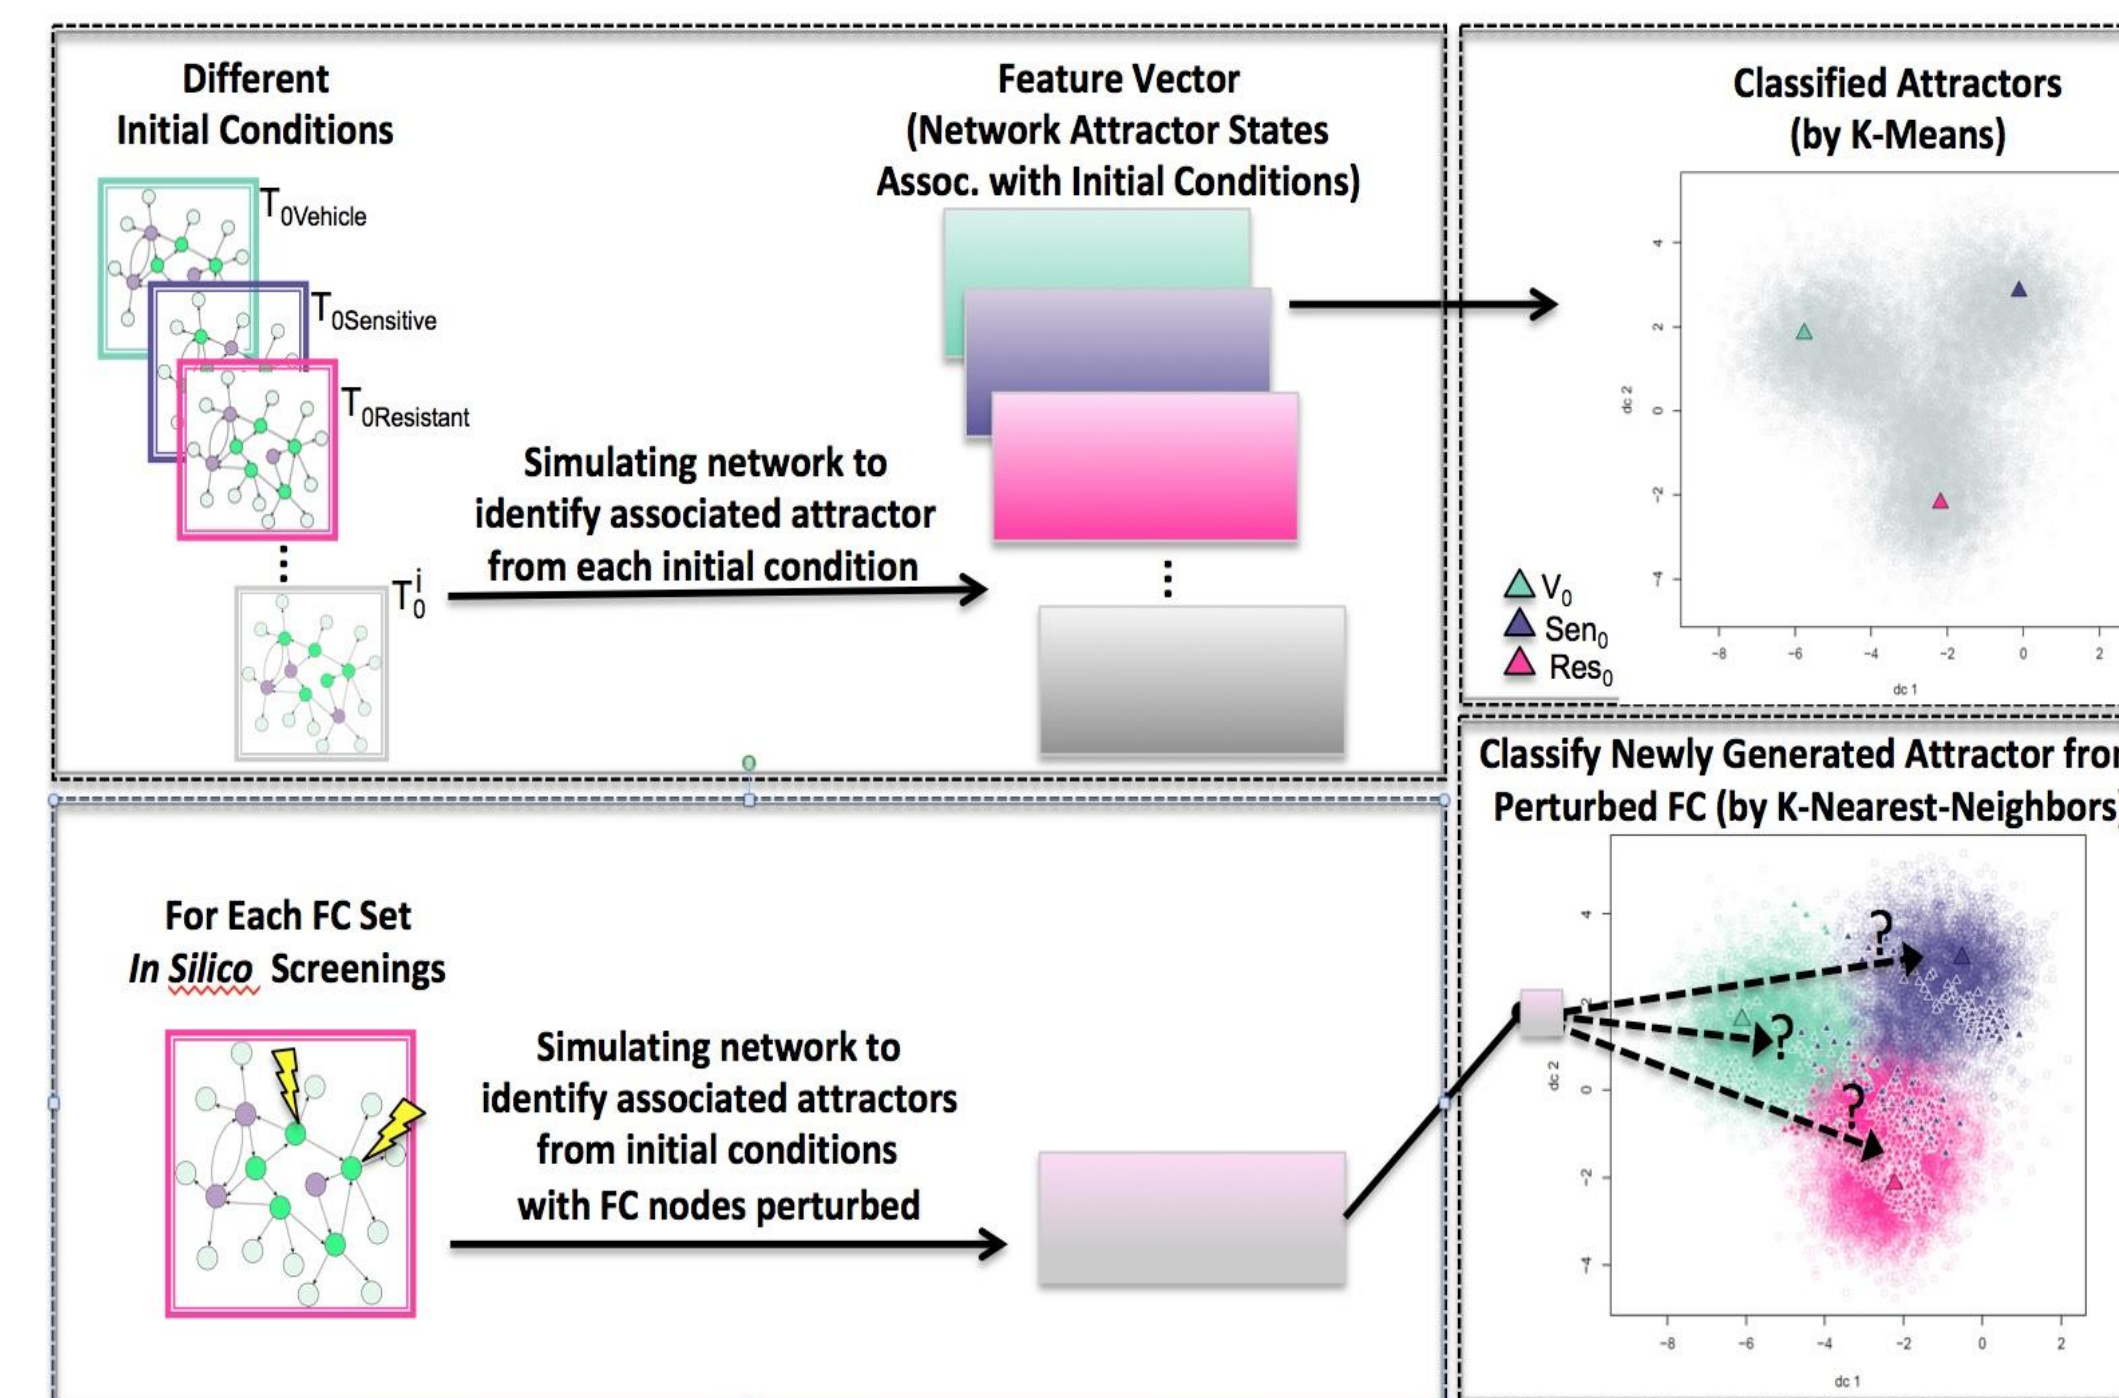 Different
Initial Conditions
T0Vehicle
T0Sensitive
T0Resistant
⋮
T0i
Simulating network to
identify associated attractor
from each initial condition
Feature Vector
(Network Attractor States
Assoc. with Initial Conditions)
⋮
Classified Attractors
(by K-Means)
4
2
0
-2
-4
dc 2
-8 -6 -4 -2 0 2
dc 1
V0
Sen0
Res0
For Each FC Set
In Silico Screenings
Simulating network to
identify associated attractors
from initial conditions
with FC nodes perturbed
Classify Newly Generated Attractor from
Perturbed FC (by K-Nearest-Neighbors)
?
?
?
4
2
0
-2
-4
dc 2
-8 -6 -4 -2 0 2
dc 1